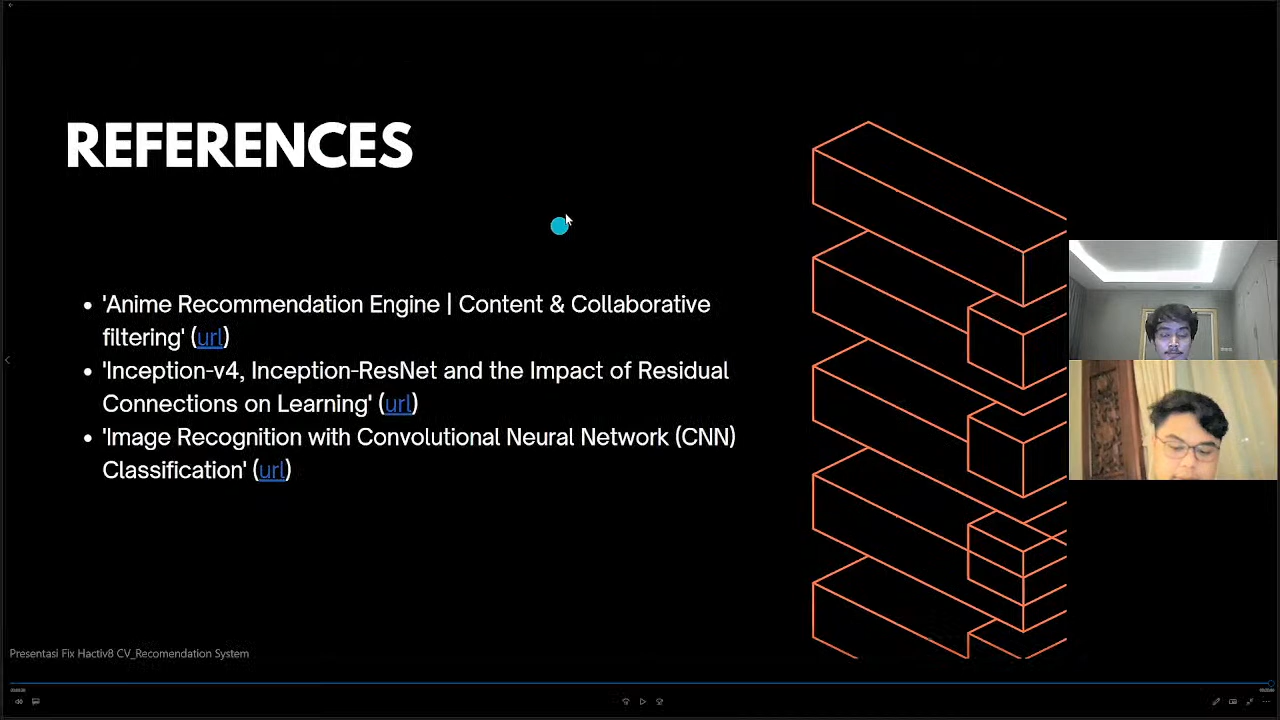 REFERENCES
'Anime Recommendation Engine | Content & Collaborative
filtering' (url)
'Inception-v4, Inception-ResNet and the Impact of Residual
Connections on Learning' (url)
'Image Recognition with Convolutional Neural Network (CNN)
Classification' (url)
Presentasi Fix Hactiv8 CV_Recomendation System